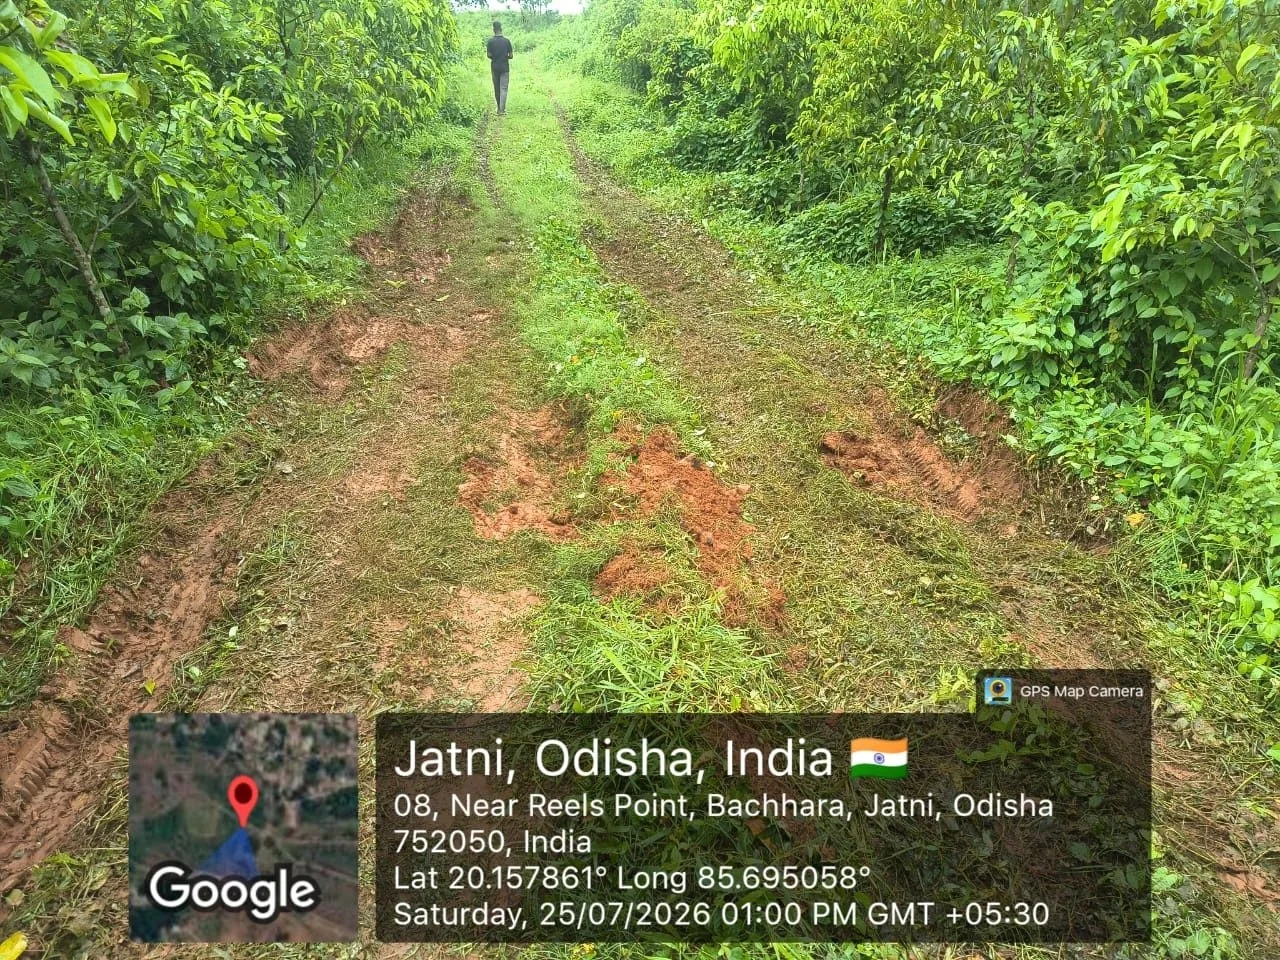 GPS Map Camera
Jatni, Odisha, India 🇮🇳
08, Near Reels Point, Bachhara, Jatni, Odisha
752050, India
Lat 20.157861° Long 85.695058°
Saturday, 25/07/2026 01:00 PM GMT +05:30
Google